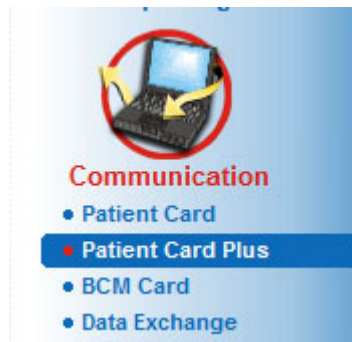 Communication
Patient Card
Patient Card Plus
BCM Card
Data Exchange